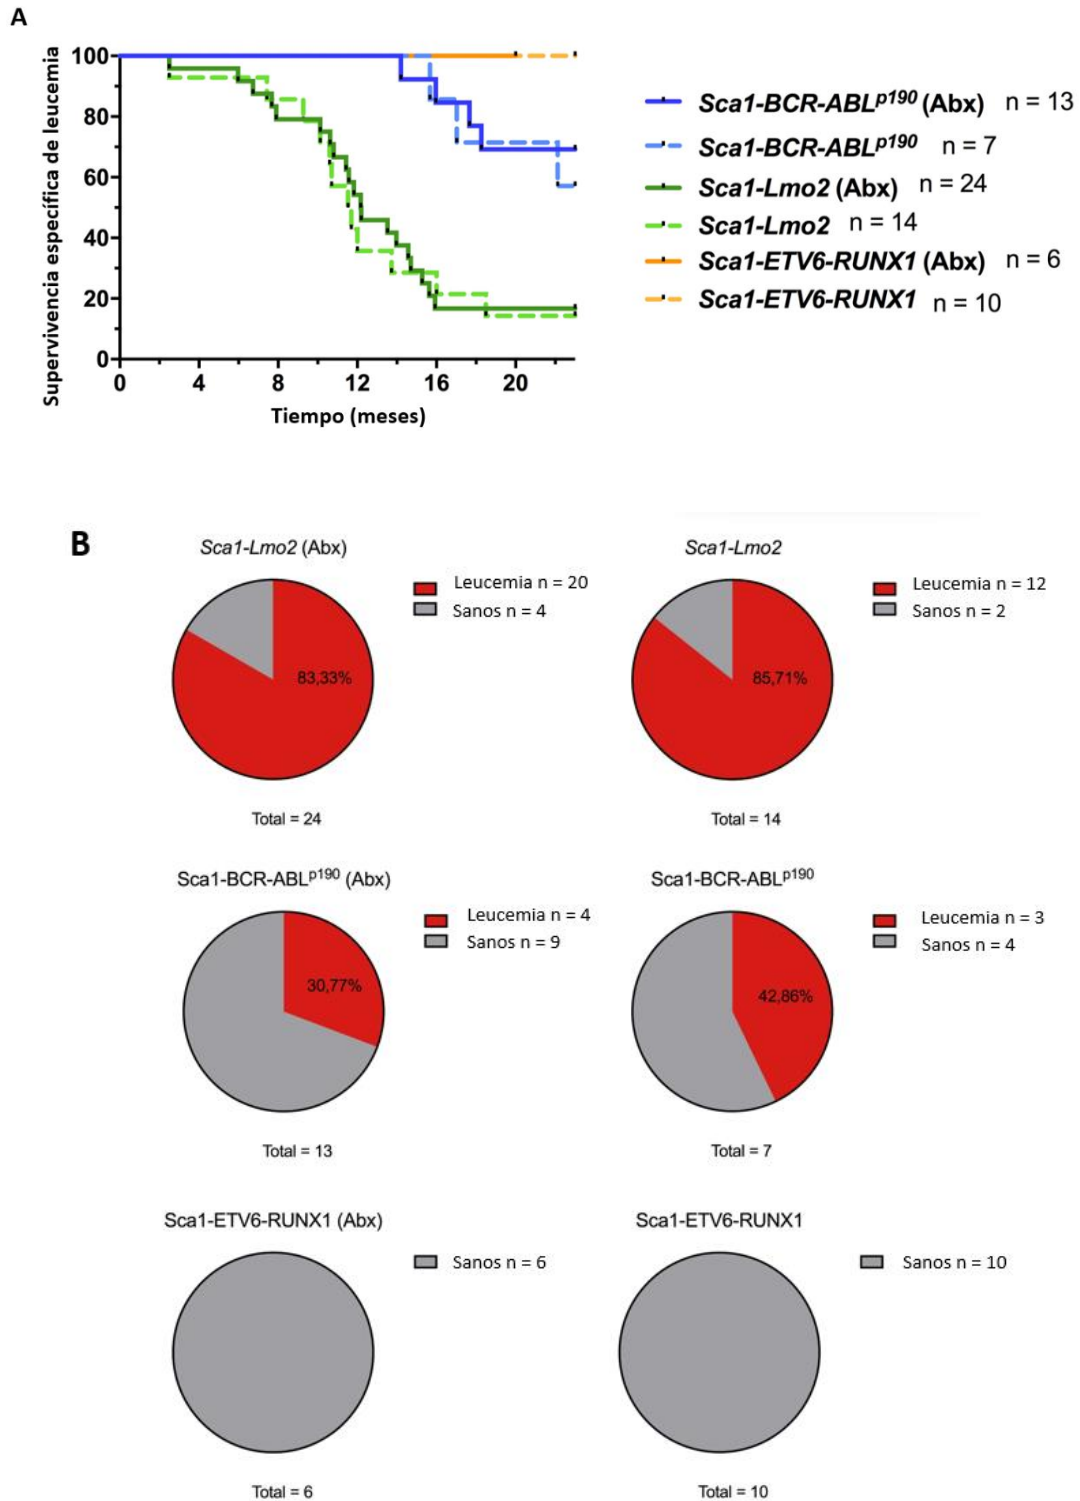 A
Supervivencia específica de leucemia
100
80
60
40
20
0
0 4 8 12 16 20
Tiempo (meses)
Sca1-BCR-ABLp190 (Abx) n = 13
Sca1-BCR-ABLp190 n = 7
Sca1-Lmo2 (Abx) n = 24
Sca1-Lmo2 n = 14
Sca1-ETV6-RUNX1 (Abx) n = 6
Sca1-ETV6-RUNX1 n = 10
B
Sca1-Lmo2 (Abx)
Leucemia n = 20
Sanos n = 4
83,33%
Total = 24
Sca1-Lmo2
Leucemia n = 12
Sanos n = 2
85,71%
Total = 14
Sca1-BCR-ABLp190 (Abx)
Leucemia n = 4
Sanos n = 9
30,77%
Total = 13
Sca1-BCR-ABLp190
Leucemia n = 3
Sanos n = 4
42,86%
Total = 7
Sca1-ETV6-RUNX1 (Abx)
Sanos n = 6
Total = 6
Sca1-ETV6-RUNX1
Sanos n = 10
Total = 10